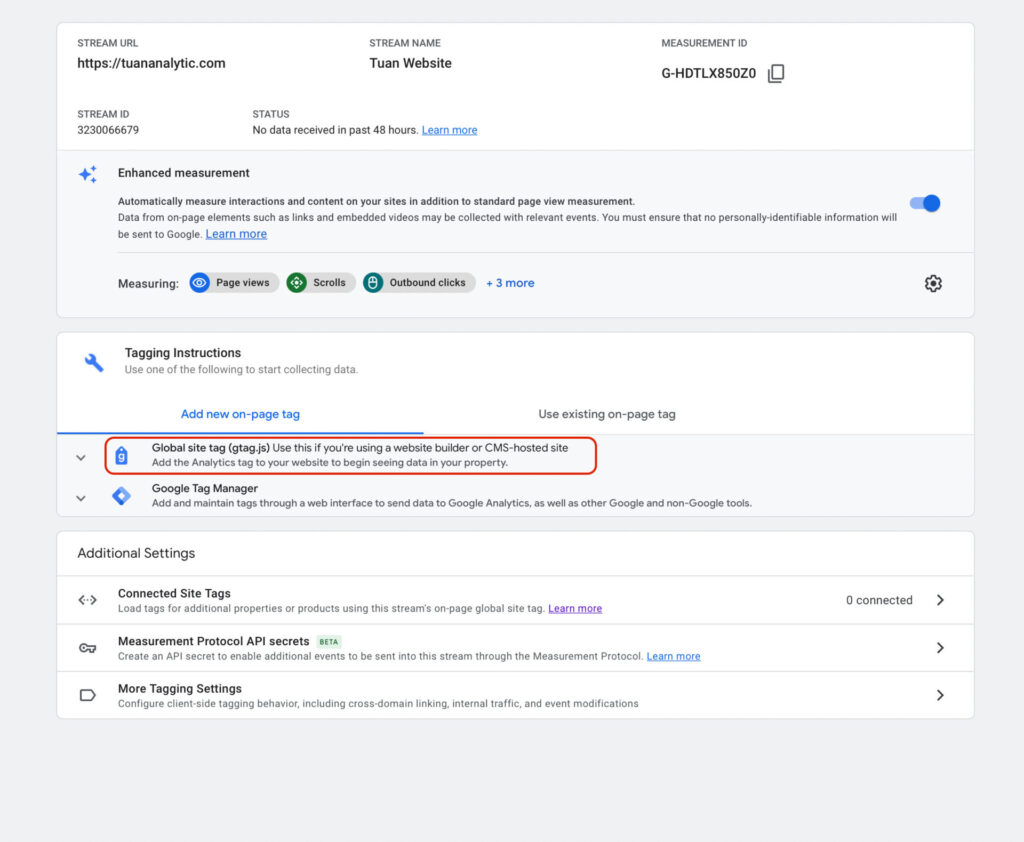 STREAM URL
https://tuananalytic.com
STREAM NAME
Tuan Website
MEASUREMENT ID
G-HDTLX850Z0
STREAM ID
3230066679
STATUS
No data received in past 48 hours. Learn more
Enhanced measurement
Automatically measure interactions and content on your sites in addition to standard page view measurement.
Data from on-page elements such as links and embedded videos may be collected with relevant events. You must ensure that no personally-identifiable information will
be sent to Google. Learn more
Measuring: Page views Scrolls Outbound clicks + 3 more
Tagging Instructions
Use one of the following to start collecting data.
Add new on-page tag Use existing on-page tag
g
Global site tag (gtag.js) Use this if you're using a website builder or CMS-hosted site
Add the Analytics tag to your website to begin seeing data in your property.
Google Tag Manager
Add and maintain tags through a web interface to send data to Google Analytics, as well as other Google and non-Google tools.
Additional Settings
Connected Site Tags
Load tags for additional properties or products using this stream's on-page global site tag. Learn more
0 connected
Measurement Protocol API secrets BETA
Create an API secret to enable additional events to be sent into this stream through the Measurement Protocol. Learn more
More Tagging Settings
Configure client-side tagging behavior, including cross-domain linking, internal traffic, and event modifications